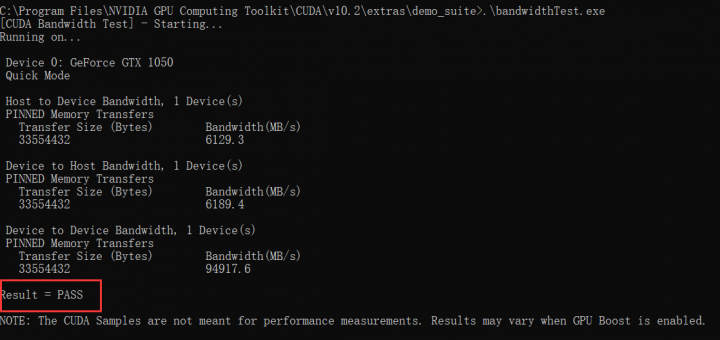 C:\Program Files\NVIDIA GPU Computing Toolkit\CUDA\v10.2\extras\demo_suite>.\bandwidthTest.exe
[CUDA Bandwidth Test] - Starting...
Running on...
Device 0: GeForce GTX 1050
Quick Mode
Host to Device Bandwidth, 1 Device(s)
PINNED Memory Transfers
Transfer Size (Bytes) Bandwidth(MB/s)
33554432 6129.3
Device to Host Bandwidth, 1 Device(s)
PINNED Memory Transfers
Transfer Size (Bytes) Bandwidth(MB/s)
33554432 6189.4
Device to Device Bandwidth, 1 Device(s)
PINNED Memory Transfers
Transfer Size (Bytes) Bandwidth(MB/s)
33554432 94917.6
Result = PASS
NOTE: The CUDA Samples are not meant for performance measurements. Results may vary when GPU Boost is enabled.